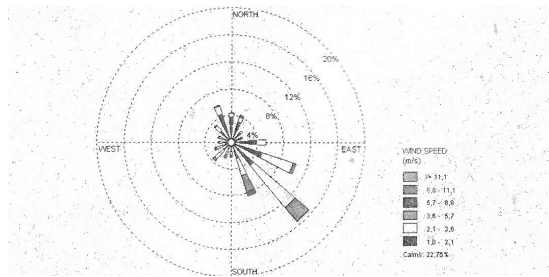 NORTH
20%
16%
12%
8%
4%
WEST
EAST
WIND SPEED
(m/s)
>= 11,1
8,8 - 11,1
5,7 - 8,8
3,6 - 5,7
2,1 - 3,6
1,0 - 2,1
Calms: 22,75%
SOUTH